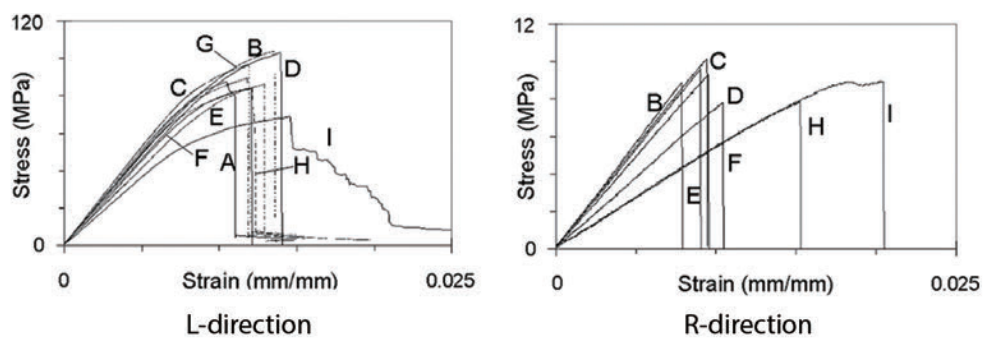 120
Stress (MPa)
0
G B
C D
E
F A H I
0 Strain (mm/mm) 0.025
L-direction
12
Stress (MPa)
0
C
B D
H I
F
E
0 Strain (mm/mm) 0.025
R-direction